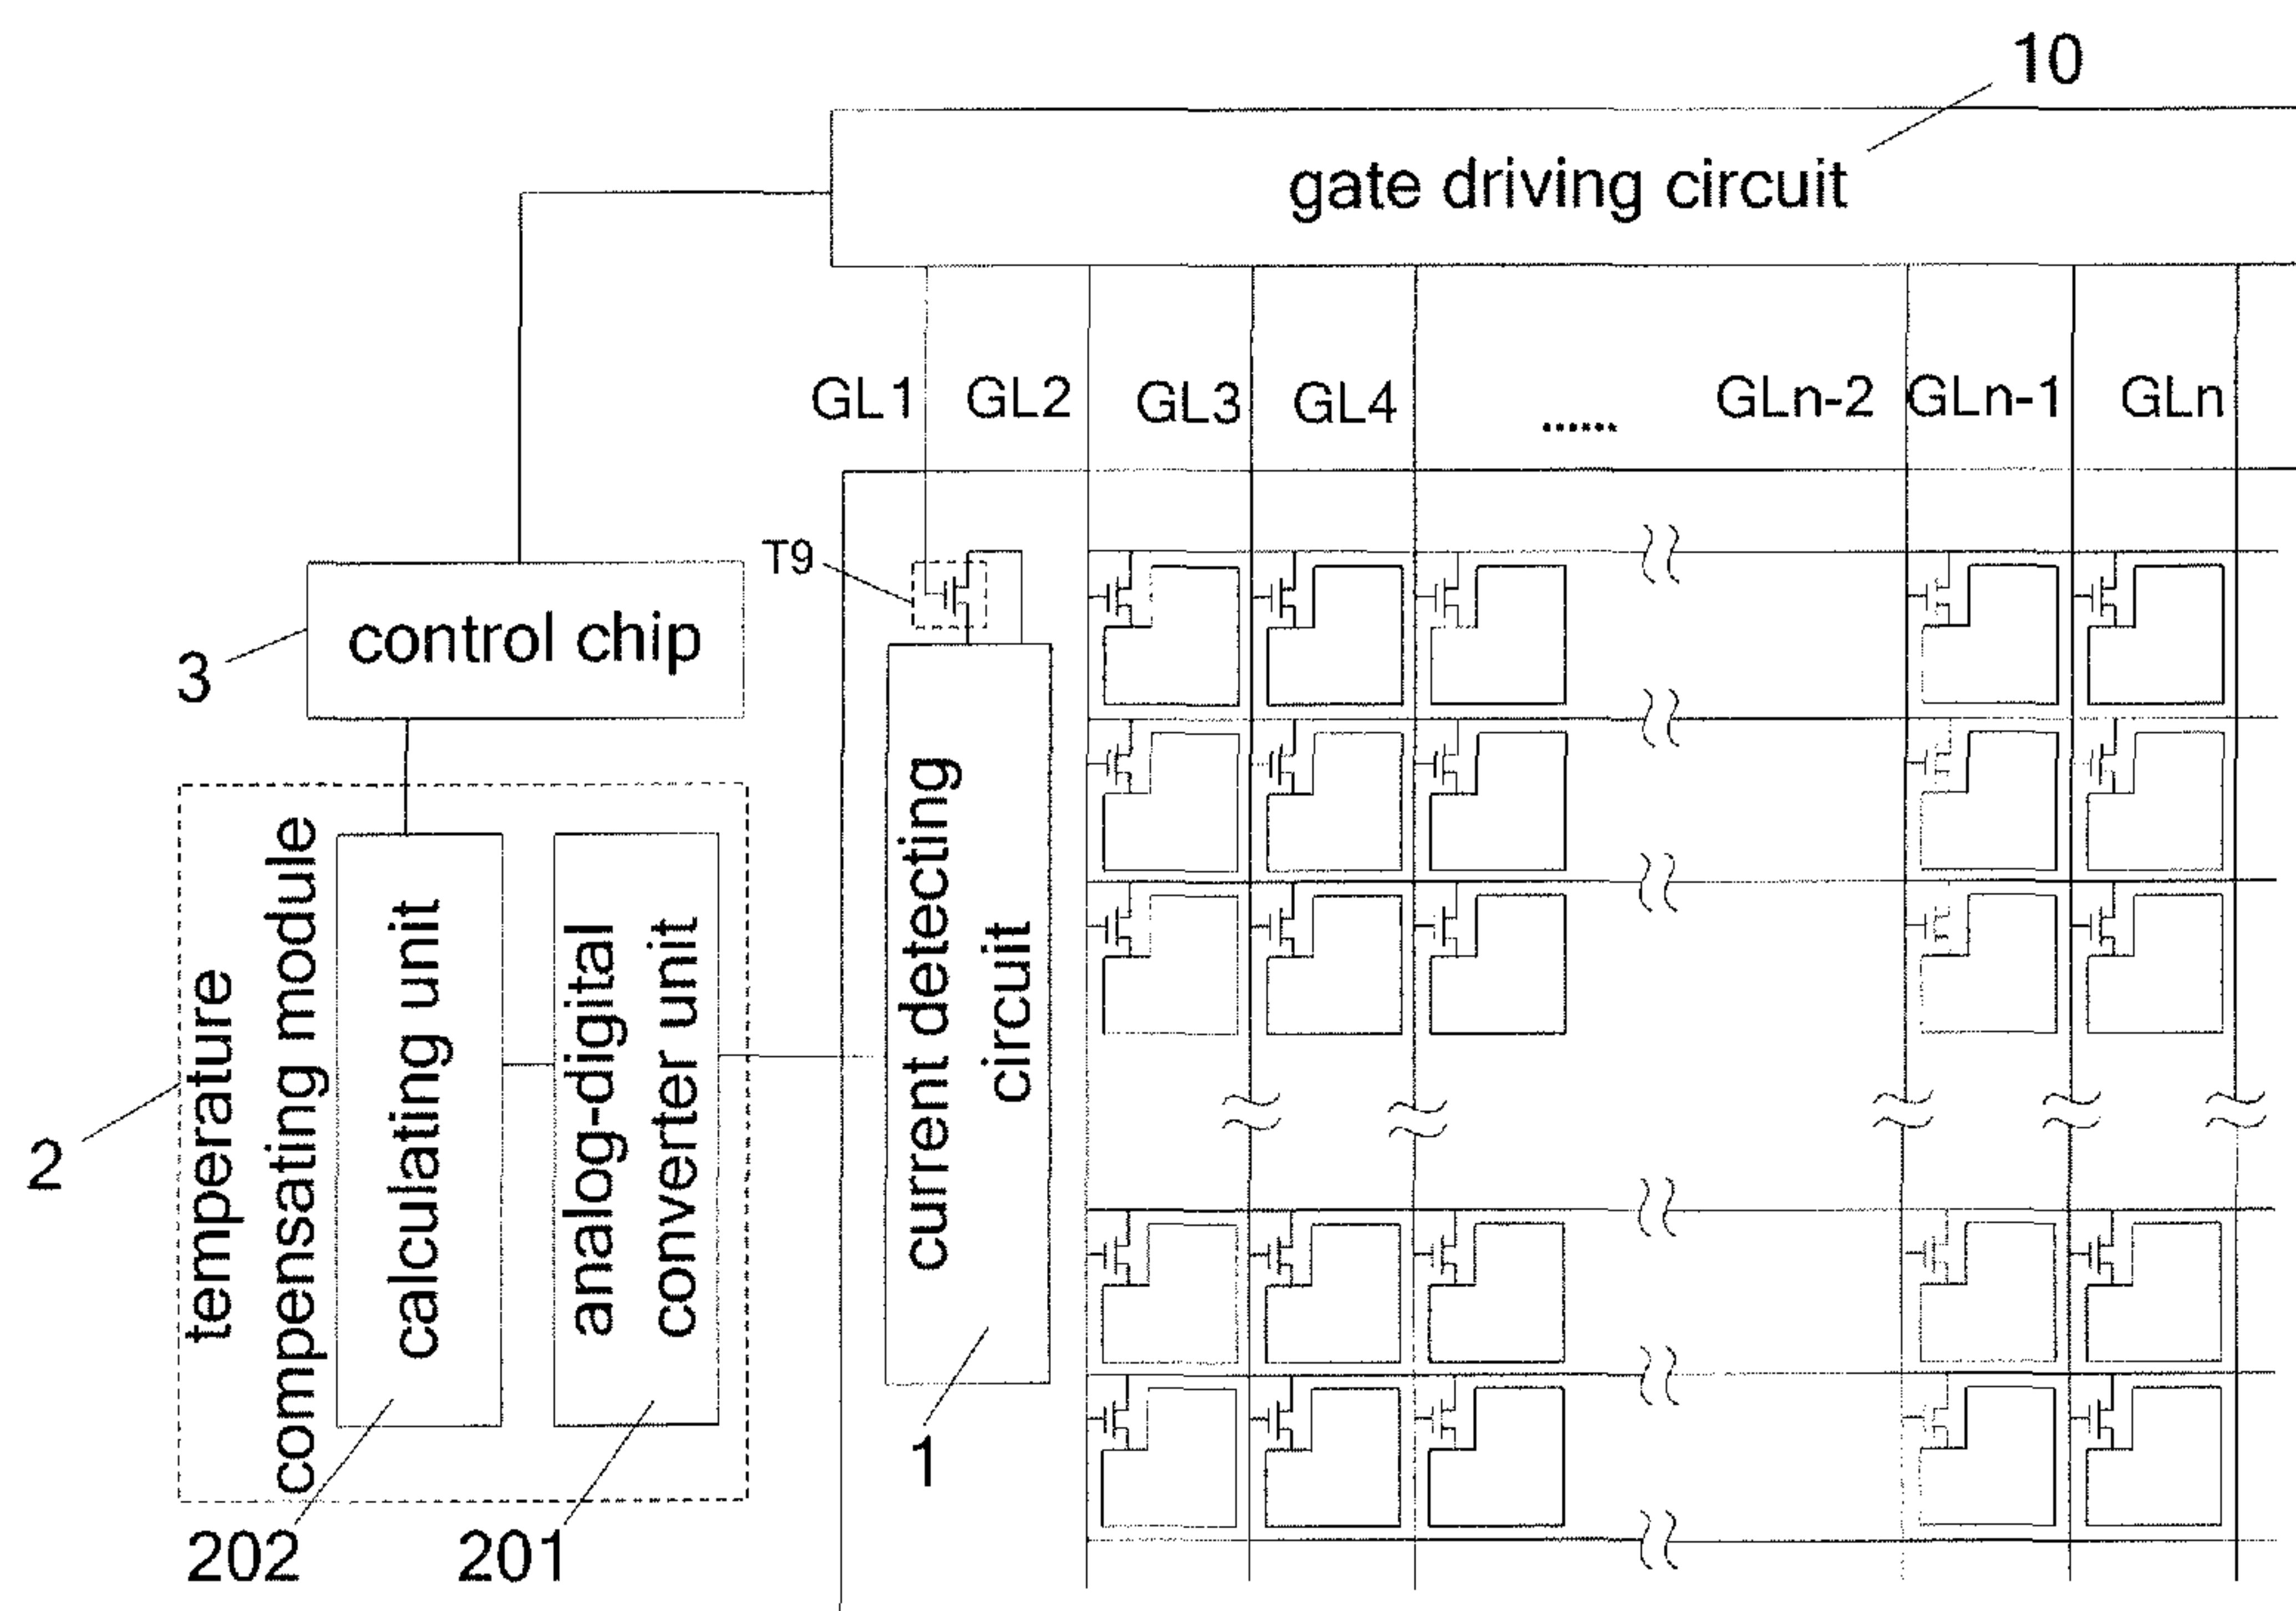 10
gate driving circuit
GL1
GL2
GL3
GL4
......
GLn-2
GLn-1
GLn
T9
control chip
3
temperature
compensating module
calculating unit
analog-digital
converter unit
current detecting
circuit
2
1
202
201